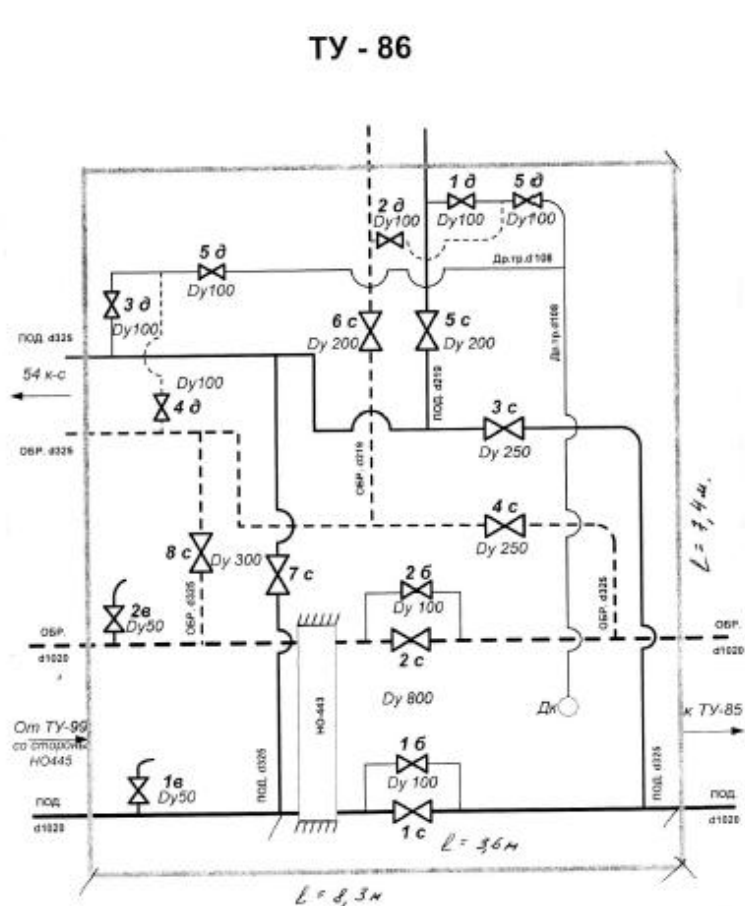 ТУ - 86
1 д
5 д
2 д
Dy100
Dy100
Dy100
5 д
Dy100
Др.тр.d108
3 д
Dy100
Др.тр.d108
6 с
Dy 200
5 с
Dy 200
ПОД. d325
54 к-с
Dy100
4 д
ОБР. d325
ОБР. d219
ПОД. d219
3 с
Dy 250
4 с
Dy 250
ℓ = 7,4 м.
8 с
Dy 300
7 с
ОБР. d325
2 б
Dy 100
ОБР. d325
2в
Dy50
ОБР.
d1020
2 с
ОБР.
d1020
Dy 800
НО-443
Дк
к ТУ-85
От ТУ-99
со стороны
НО445
ПОД. d325
ПОД. d325
1 б
Dy 100
1в
Dy50
ПОД.
d1020
1 с
ПОД.
d1020
ℓ = 3,6 м
ℓ = 8,3 м